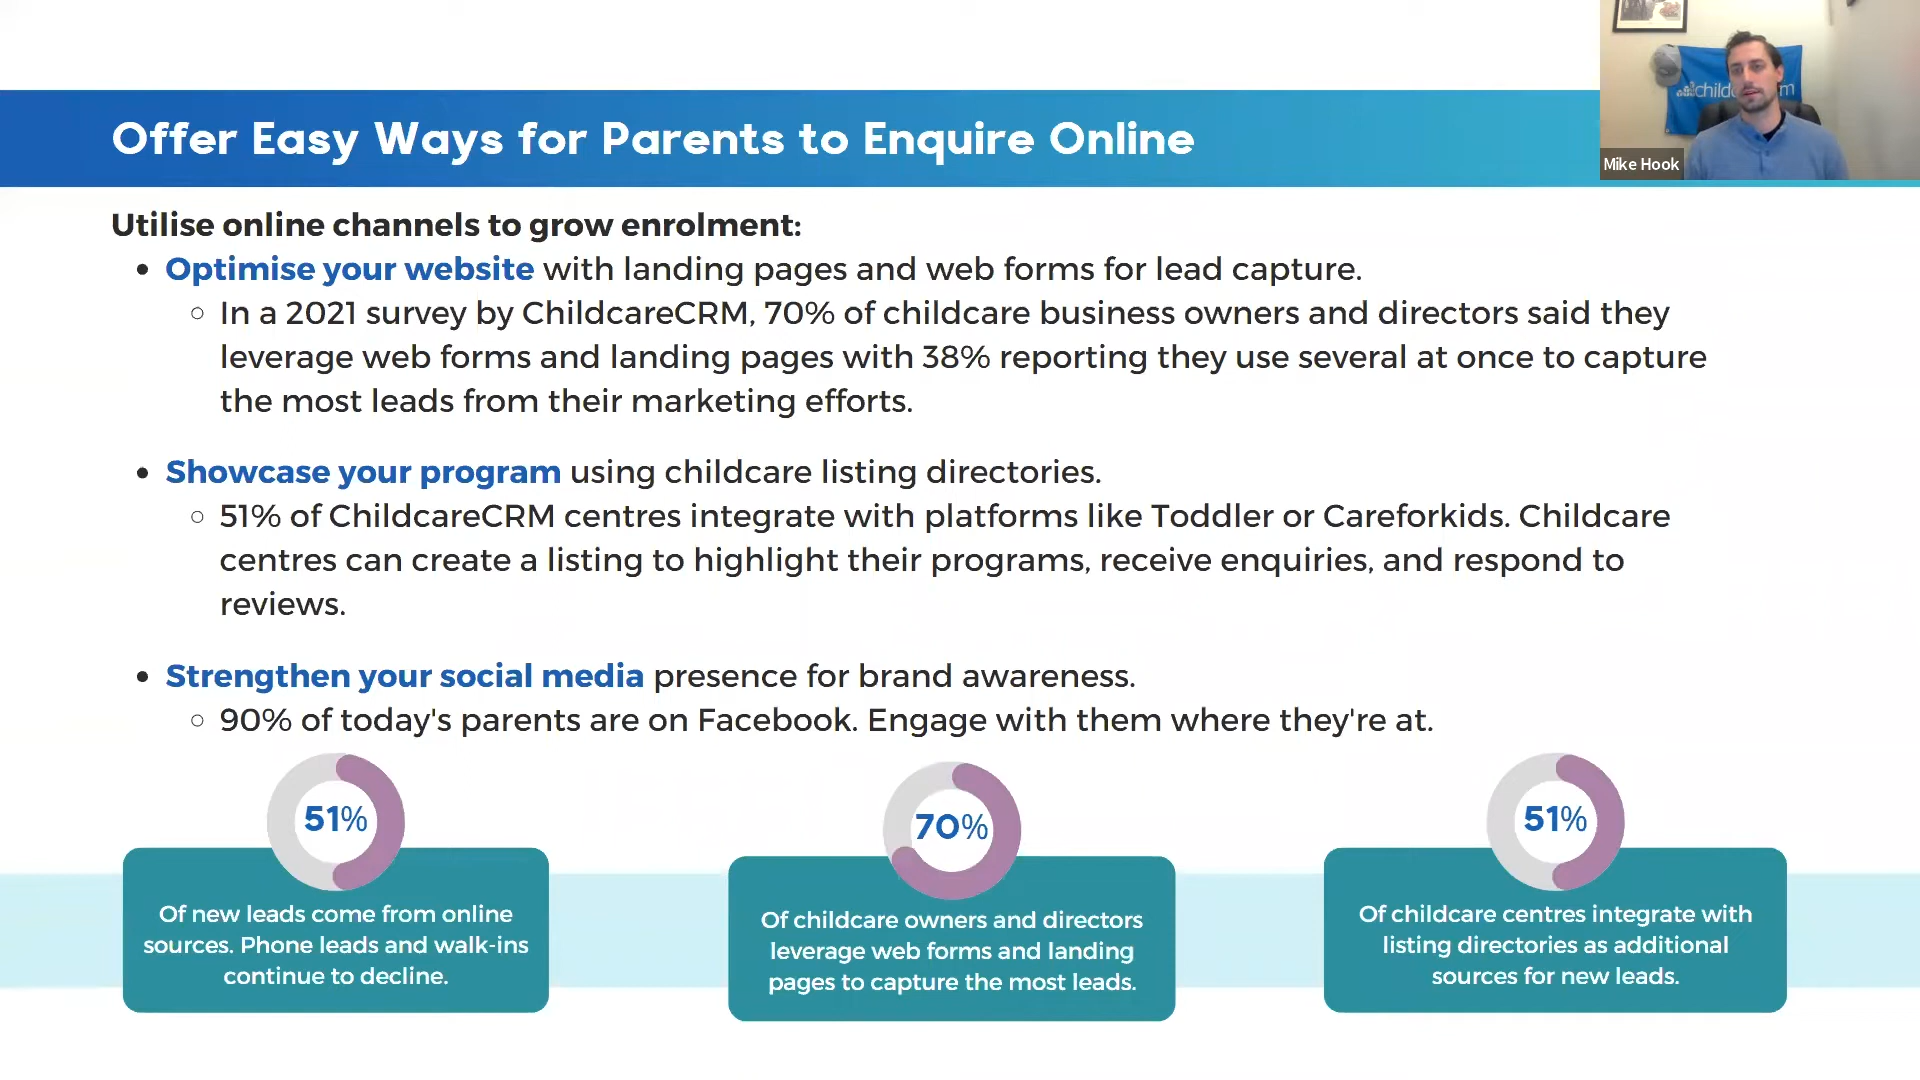 Offer Easy Ways for Parents to Enquire Online
Mike Hook
Utilise online channels to grow enrolment:
• Optimise your website with landing pages and web forms for lead capture.
○ In a 2021 survey by ChildcareCRM, 70% of childcare business owners and directors said they
leverage web forms and landing pages with 38% reporting they use several at once to capture
the most leads from their marketing efforts.
• Showcase your program using childcare listing directories.
○ 51% of ChildcareCRM centres integrate with platforms like Toddler or Careforkids. Childcare
centres can create a listing to highlight their programs, receive enquiries, and respond to
reviews.
• Strengthen your social media presence for brand awareness.
○ 90% of today's parents are on Facebook. Engage with them where they're at.
51%
Of new leads come from online
sources. Phone leads and walk-ins
continue to decline.
70%
Of childcare owners and directors
leverage web forms and landing
pages to capture the most leads.
51%
Of childcare centres integrate with
listing directories as additional
sources for new leads.